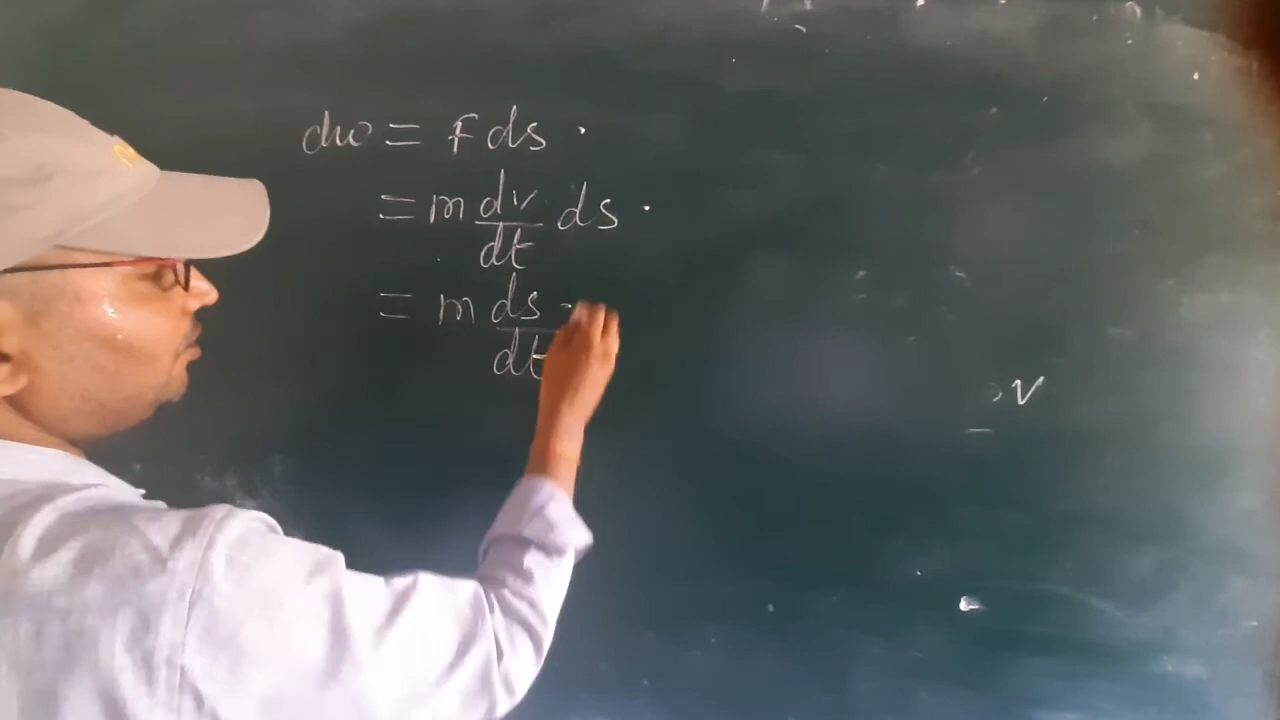 dw = F ds .
= m dv/dt ds .
= m ds/dt
v